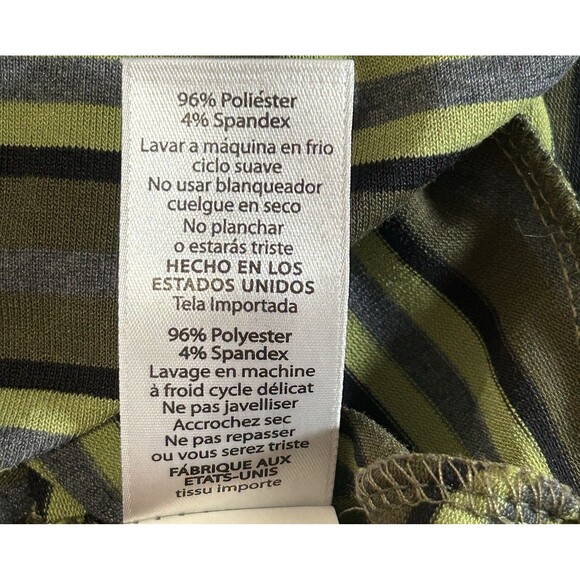 96% Poliéster
4% Spandex
Lavar a máquina en frio
ciclo suave
No usar blanqueador
cuelgue en seco
No planchar
o estarás triste
HECHO EN LOS
ESTADOS UNIDOS
Tela Importada
96% Polyester
4% Spandex
Lavage en machine
à froid cycle délicat
Ne pas javelliser
Accrochez sec
Ne pas repasser
ou vous serez triste
FÁBRIQUE AUX
ETATS-UNIS
tissu importe